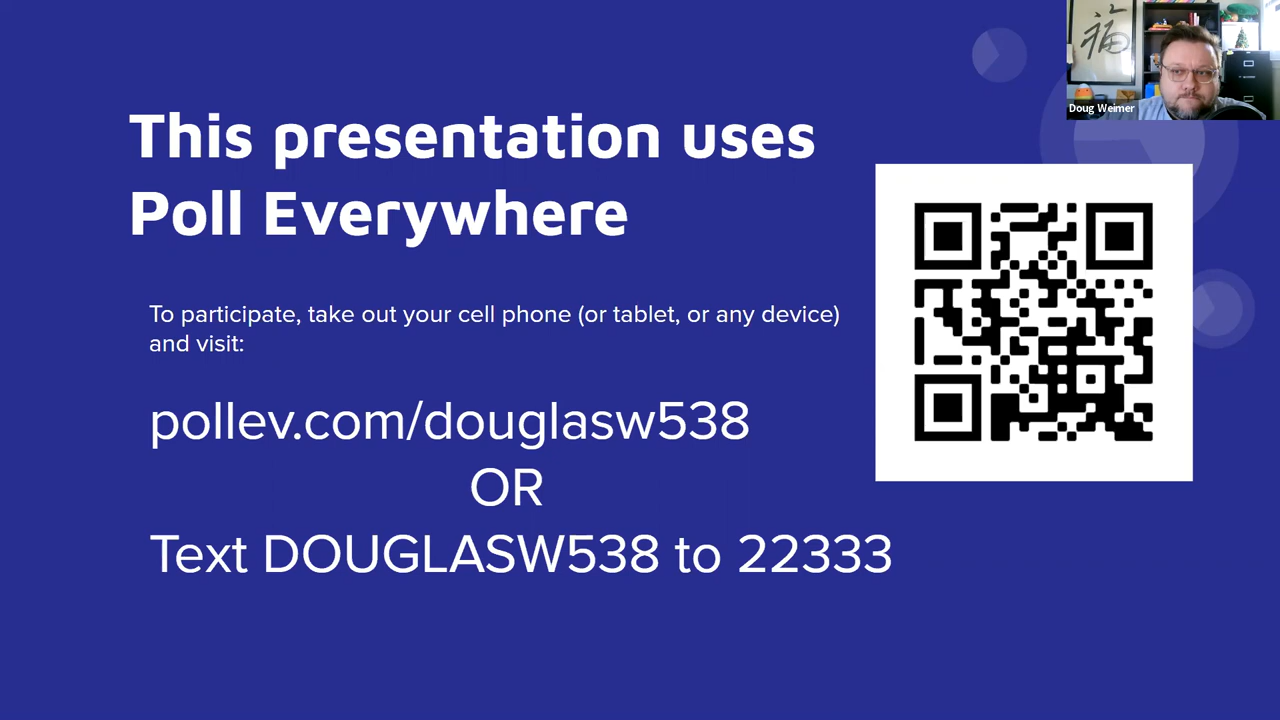 This presentation uses
Poll Everywhere
To participate, take out your cell phone (or tablet, or any device)
and visit:
pollev.com/douglasw538
OR
Text DOUGLASW538 to 22333
福
Doug Weimer